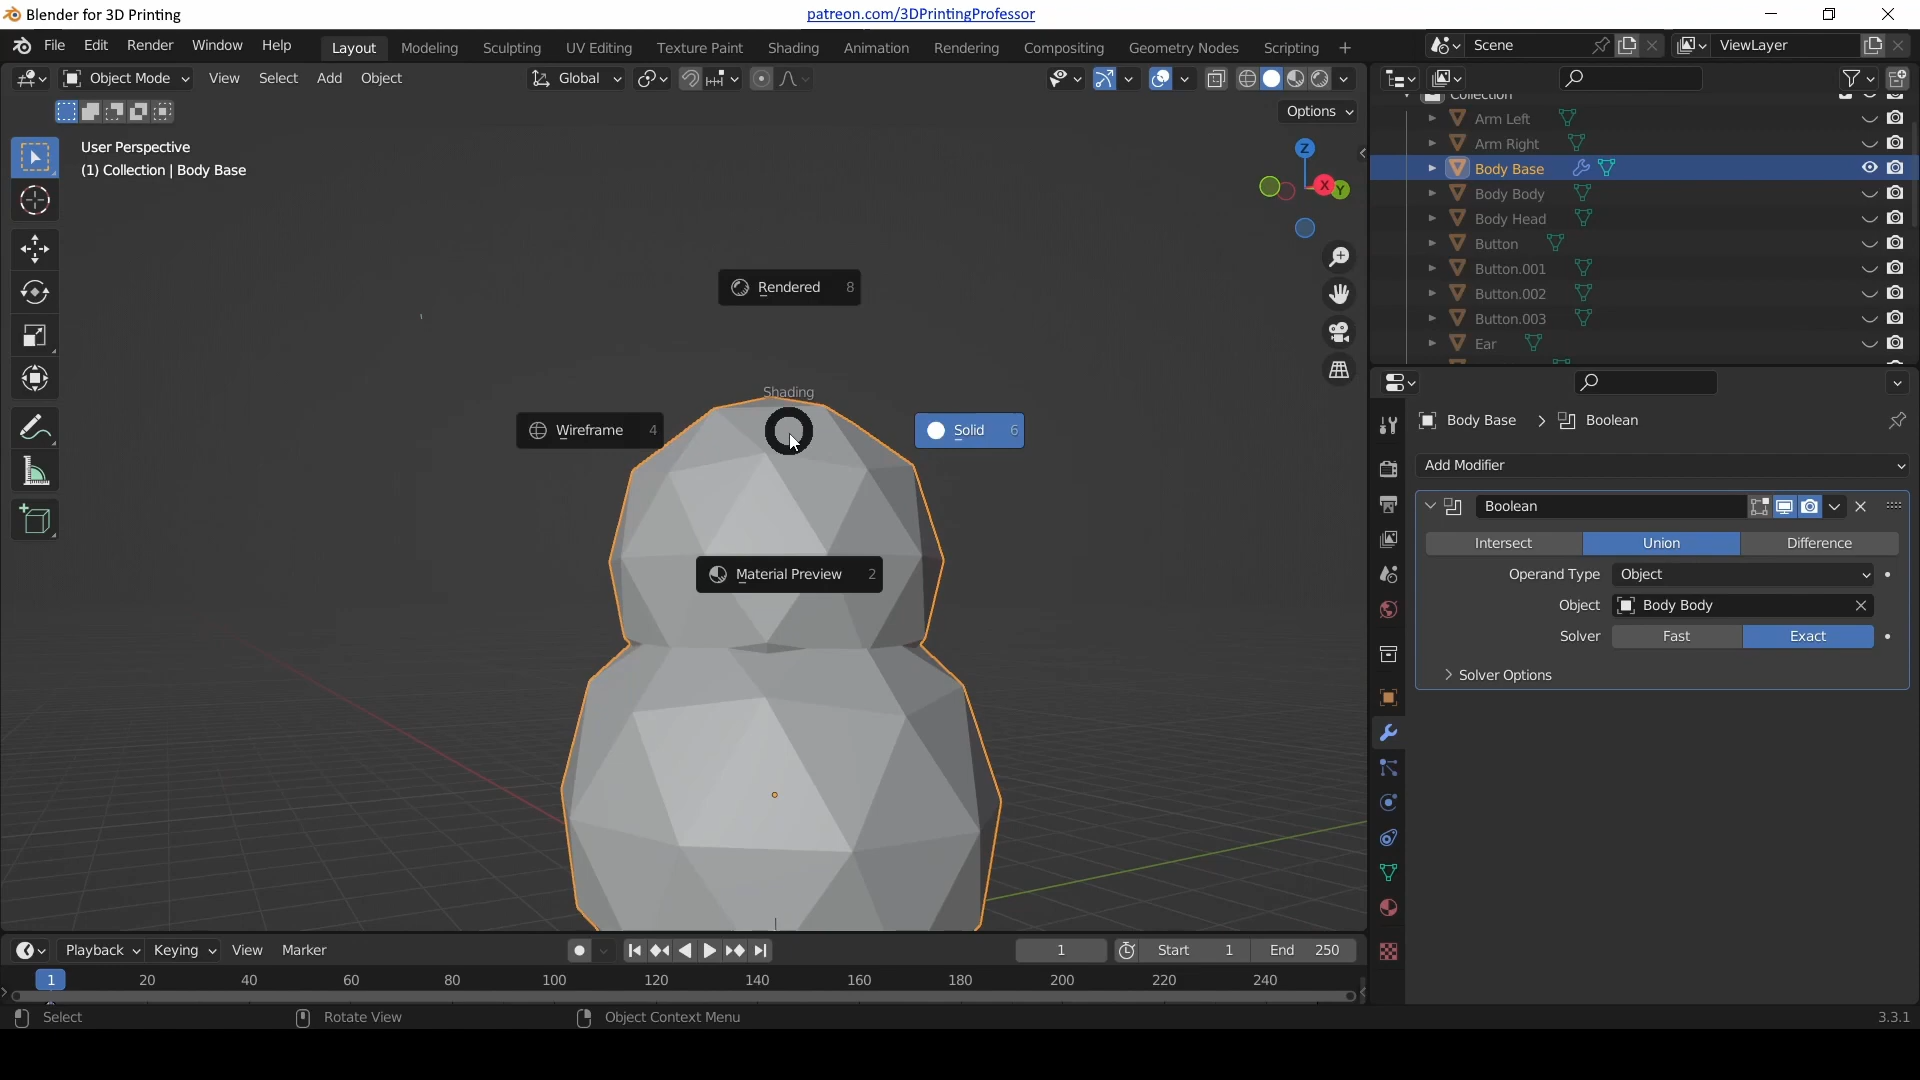 Blender for 3D Printing
patreon.com/3DPrintingProfessor
File Edit Render Window Help
Layout Modeling Sculpting UV Editing Texture Paint Shading Animation Rendering Compositing Geometry Nodes Scripting +
Scene
ViewLayer
Object Mode View Select Add Object
Global
Options
User Perspective
(1) Collection | Body Base
Z
X
Y
Rendered 8
Shading
Wireframe 4
Solid 6
Material Preview 2
Collection
Arm Left
Arm Right
Body Base
Body Body
Body Head
Button
Button.001
Button.002
Button.003
Ear
Body Base > Boolean
Add Modifier
Boolean
Intersect Union Difference
Operand Type Object
Object Body Body
Solver Fast Exact
Solver Options
Playback Keying View Marker
1
Start 1
End 250
1 20 40 60 80 100 120 140 160 180 200 220 240
Select
Rotate View
Object Context Menu
3.3.1